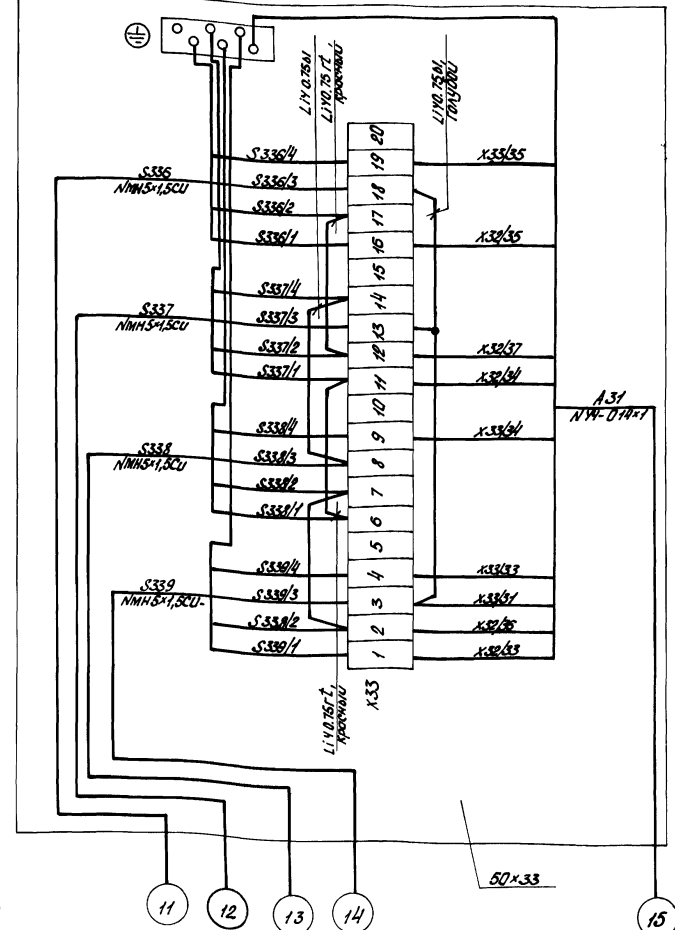 LiY 0.75 bl
LiY 0.75 rt,
красный
LiY 0.75 bl,
голубой
20
S336/4
19
X33/35
S336
NMH5×1,5CU
S336/3
18
S336/2
17
S336/1
16
X32/35
15
S337/4
14
S337
NMH5×1,5CU
S337/3
13
S337/2
12
X32/37
S337/1
11
X32/34
10
A31
NYY-O 14×1
S338/4
9
X33/34
S338
NMH5×1,5CU
S338/3
8
S338/2
7
S338/1
6
5
S339/4
4
X33/33
S339
NMH5×1,5CU-
S339/3
3
X33/31
S338/2
2
X32/36
S339/1
1
X32/33
X33
LiY 0.75 rt,
красный
50×33
11
12
13
14
15